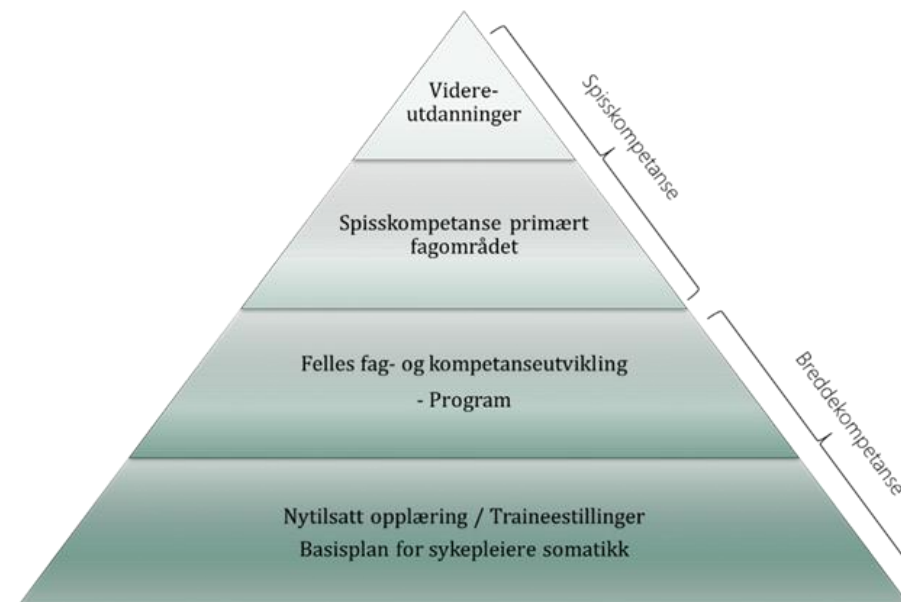 Videre-
utdanninger
Spisskompetanse primært
fagområdet
Felles fag- og kompetanseutvikling
- Program
Nytilsatt opplæring / Traineestillinger
Basisplan for sykepleiere somatikk
Spisskompetanse
Breddekompetanse